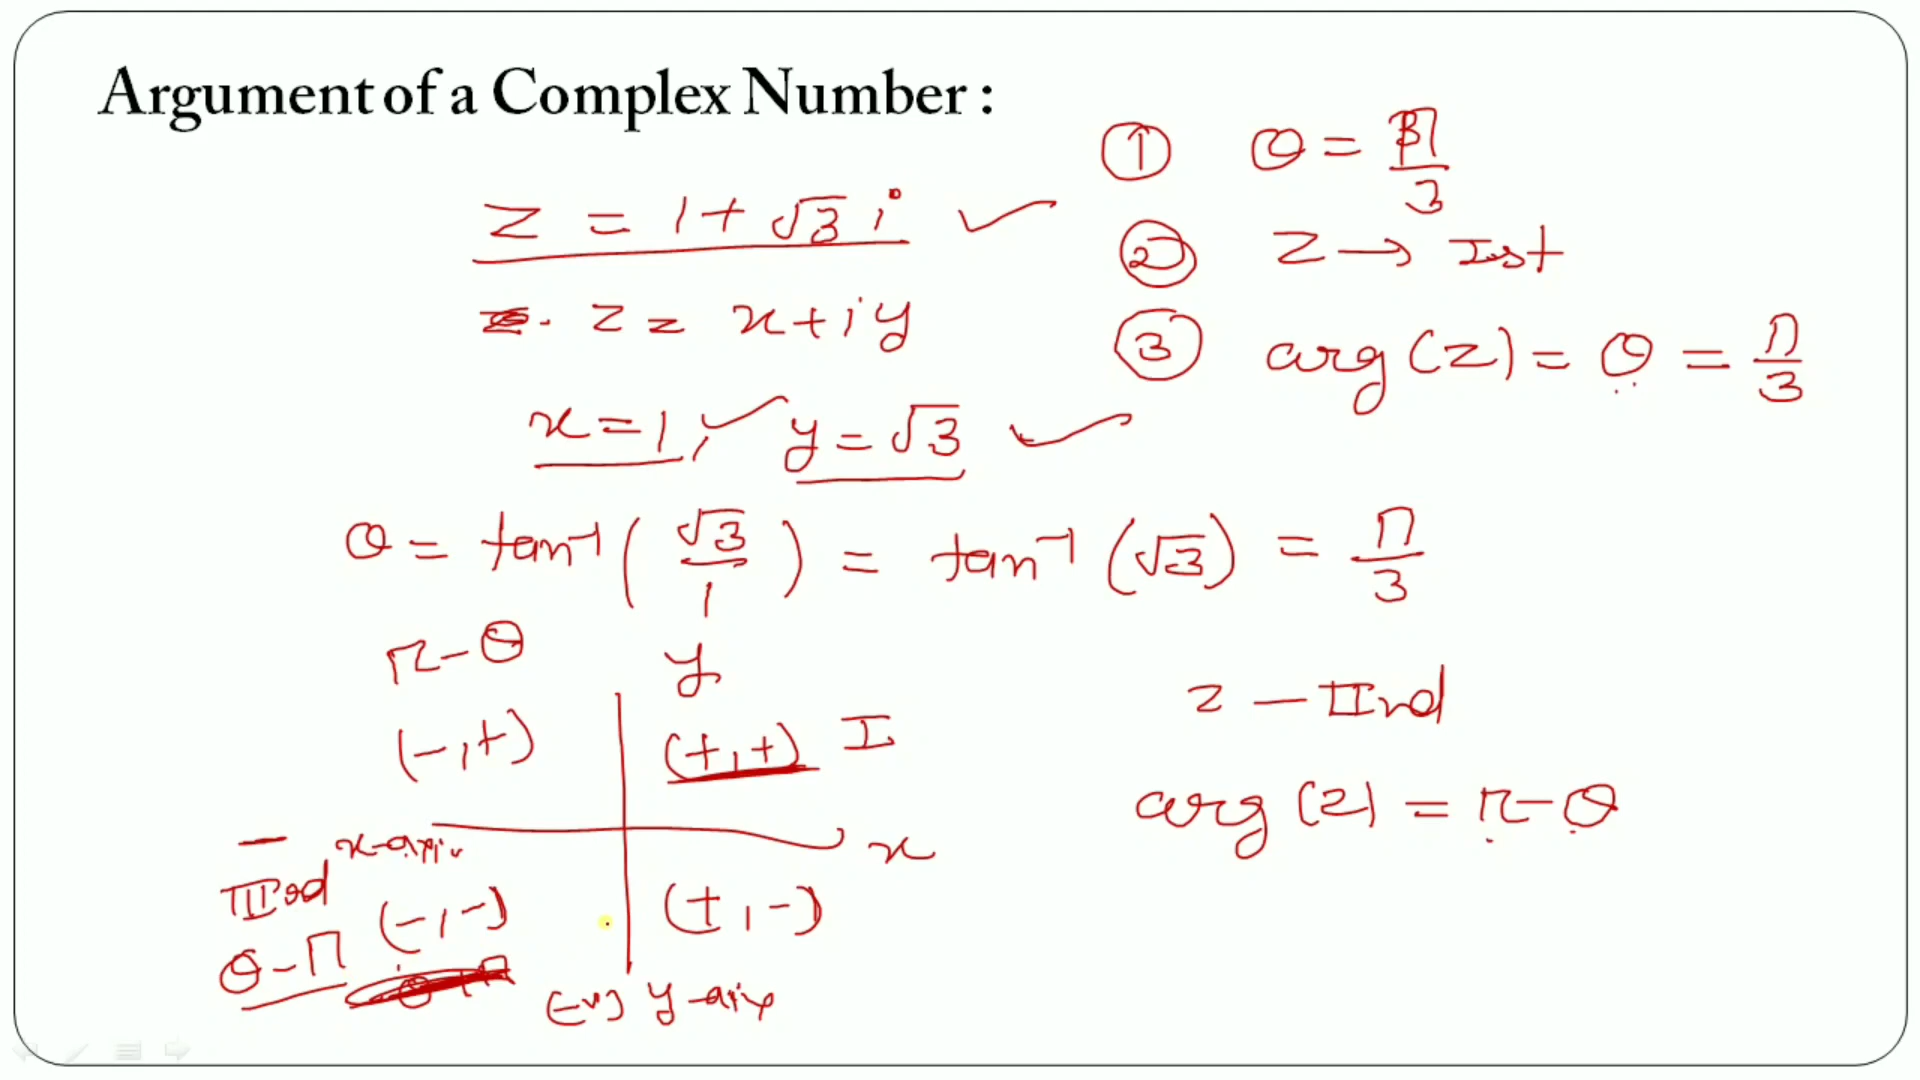 Argument of a Complex Number :
① θ = π/3
z = 1 + √3 i
② z → Ist
z = x + iy
③ arg (z) = θ = π/3
x = 1, y = √3
θ = tan⁻¹ ( √3/1 ) = tan⁻¹ (√3) = π/3
π - θ y
z - IInd
(-,+) (+,+) I
arg (z) = π - θ
- x-axis x
IIIrd (-,-) (+,-)
θ - π
(-ve) y-axis